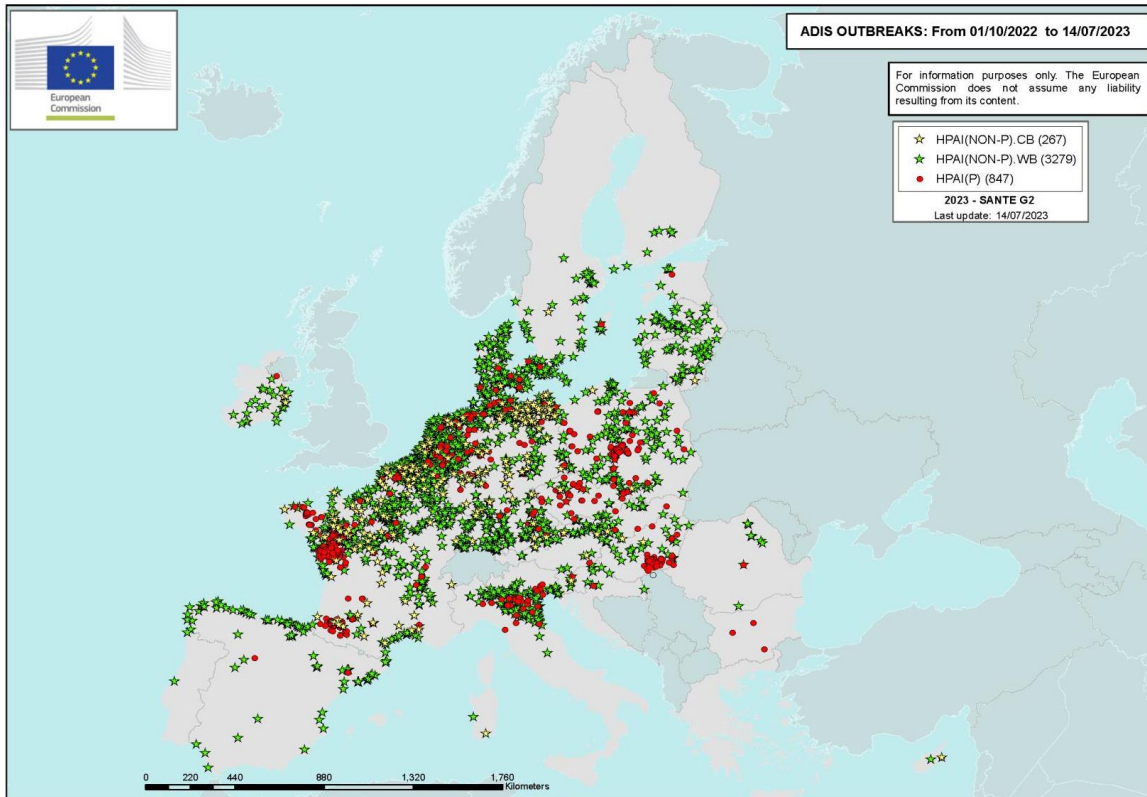 European
Commission
ADIS OUTBREAKS: From 01/10/2022 to 14/07/2023
For information purposes only. The European
Commission does not assume any liability
resulting from its content.
HPAI(NON-P).CB (267)
HPAI(NON-P).WB (3279)
HPAI(P) (847)
2023 - SANTE G2
Last update: 14/07/2023
0 220 440 880 1,320 1,760
Kilometers